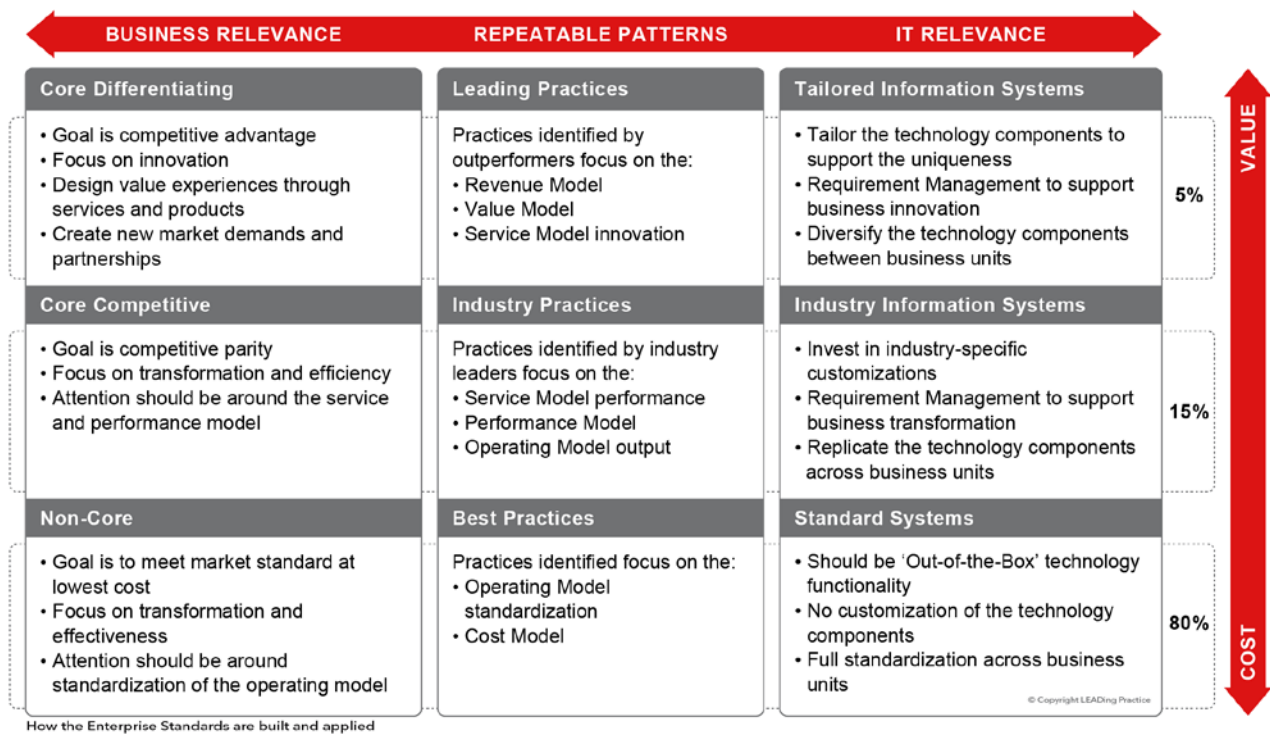 BUSINESS RELEVANCE
REPEATABLE PATTERNS
IT RELEVANCE
Core Differentiating
• Goal is competitive advantage
• Focus on innovation
• Design value experiences through
services and products
• Create new market demands and
partnerships
Leading Practices
Practices identified by
outperformers focus on the:
• Revenue Model
• Value Model
• Service Model innovation
Tailored Information Systems
• Tailor the technology components to
support the uniqueness
• Requirement Management to support
business innovation
• Diversify the technology components
between business units
5%
VALUE
Core Competitive
• Goal is competitive parity
• Focus on transformation and efficiency
• Attention should be around the service
and performance model
Industry Practices
Practices identified by industry
leaders focus on the:
• Service Model performance
• Performance Model
• Operating Model output
Industry Information Systems
• Invest in industry-specific
customizations
• Requirement Management to support
business transformation
• Replicate the technology components
across business units
15%
Non-Core
• Goal is to meet market standard at
lowest cost
• Focus on transformation and
effectiveness
• Attention should be around
standardization of the operating model
Best Practices
Practices identified focus on the:
• Operating Model
standardization
• Cost Model
Standard Systems
• Should be ‘Out-of-the-Box’ technology
functionality
• No customization of the technology
components
• Full standardization across business
units
© Copyright LEADing Practice
80%
COST
How the Enterprise Standards are built and applied